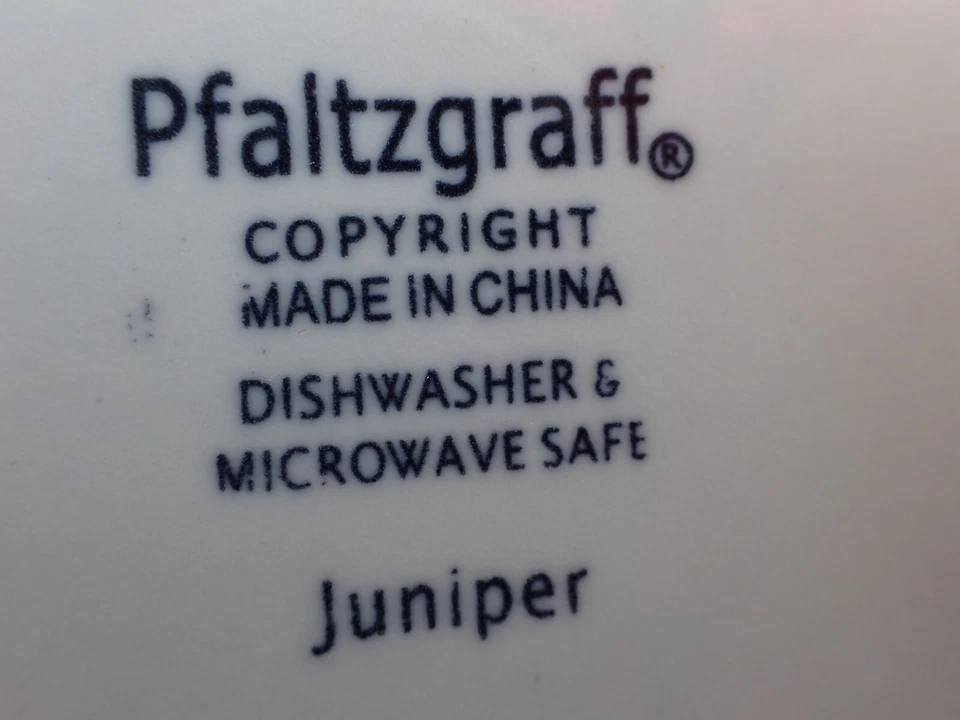 Pfaltzgraff®
COPYRIGHT
MADE IN CHINA
DISHWASHER &
MICROWAVE SAFE
Juniper